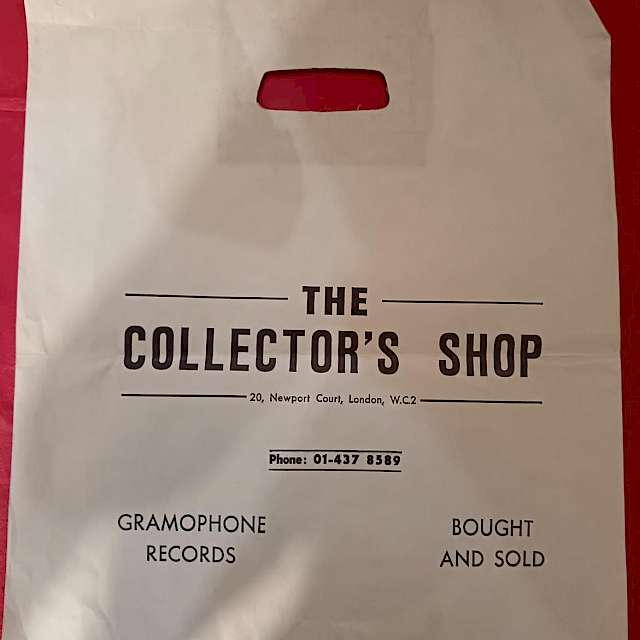 THE
COLLECTOR'S SHOP
20, Newport Court, London, W.C.2
Phone: 01-437 8589
GRAMOPHONE
RECORDS
BOUGHT
AND SOLD